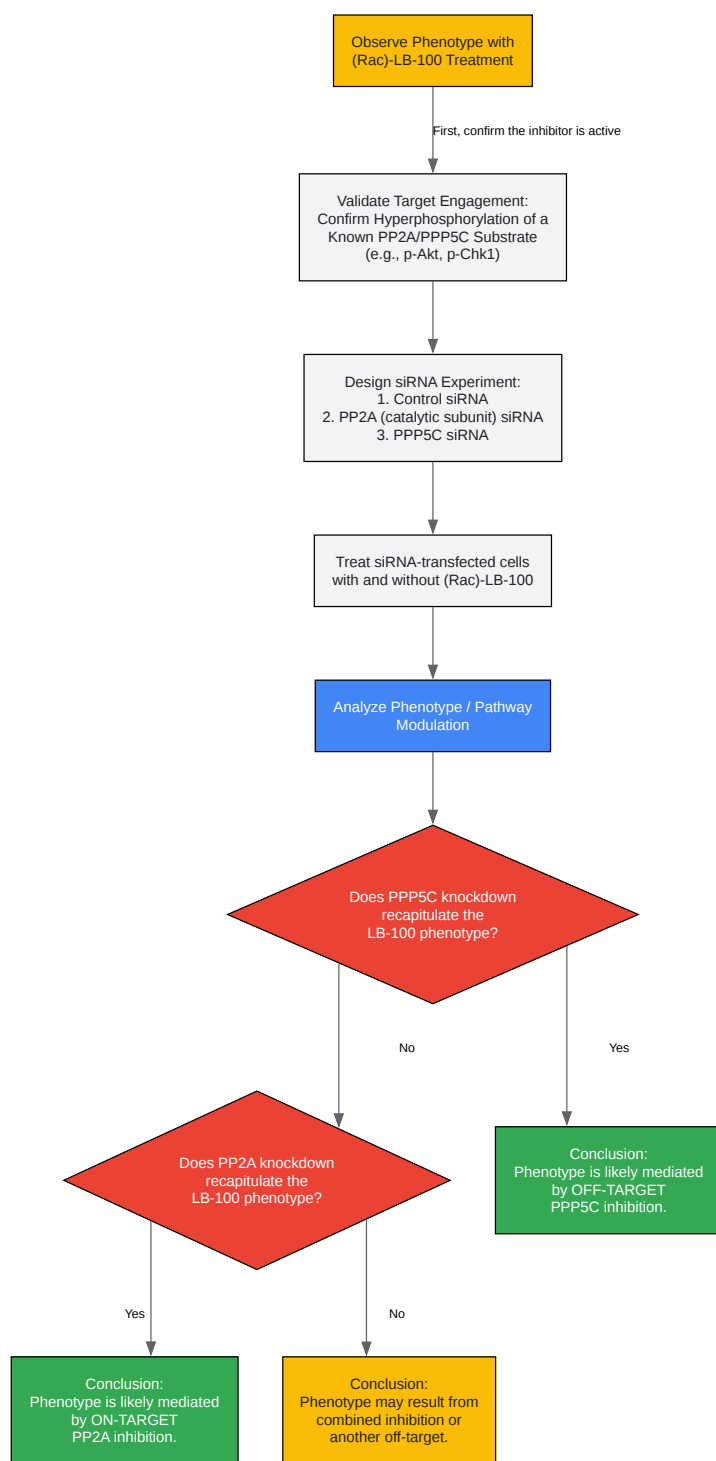 Observe Phenotype with
(Rac)-LB-100 Treatment
First, confirm the inhibitor is active
Validate Target Engagement:
Confirm Hyperphosphorylation of a
Known PP2A/PPP5C Substrate
(e.g., p-Akt, p-Chk1)
Design siRNA Experiment:
1. Control siRNA
2. PP2A (catalytic subunit) siRNA
3. PPP5C siRNA
Treat siRNA-transfected cells
with and without (Rac)-LB-100
Analyze Phenotype / Pathway
Modulation
Does PPP5C knockdown
recapitulate the
LB-100 phenotype?
No
Yes
Does PP2A knockdown
recapitulate the
LB-100 phenotype?
Conclusion:
Phenotype is likely mediated
by OFF-TARGET
PPP5C inhibition.
Yes
No
Conclusion:
Phenotype is likely mediated
by ON-TARGET
PP2A inhibition.
Conclusion:
Phenotype may result from
combined inhibition or
another off-target.